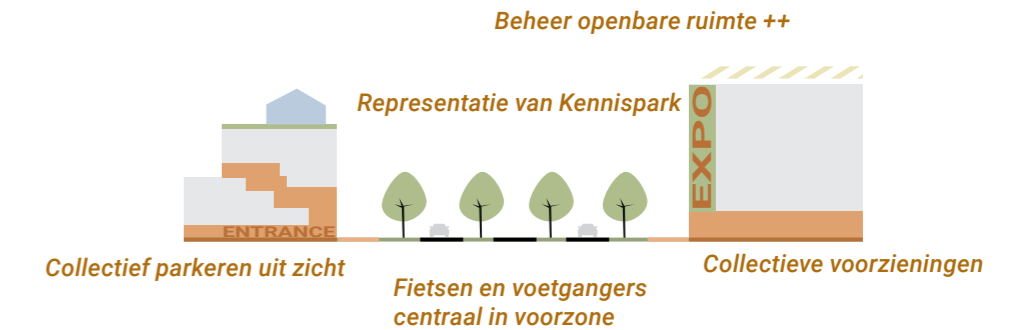 Beheer openbare ruimte ++
Representatie van Kennispark
EXPO
ENTRANCE
Collectief parkeren uit zicht
Collectieve voorzieningen
Fietsen en voetgangers
centraal in voorzone